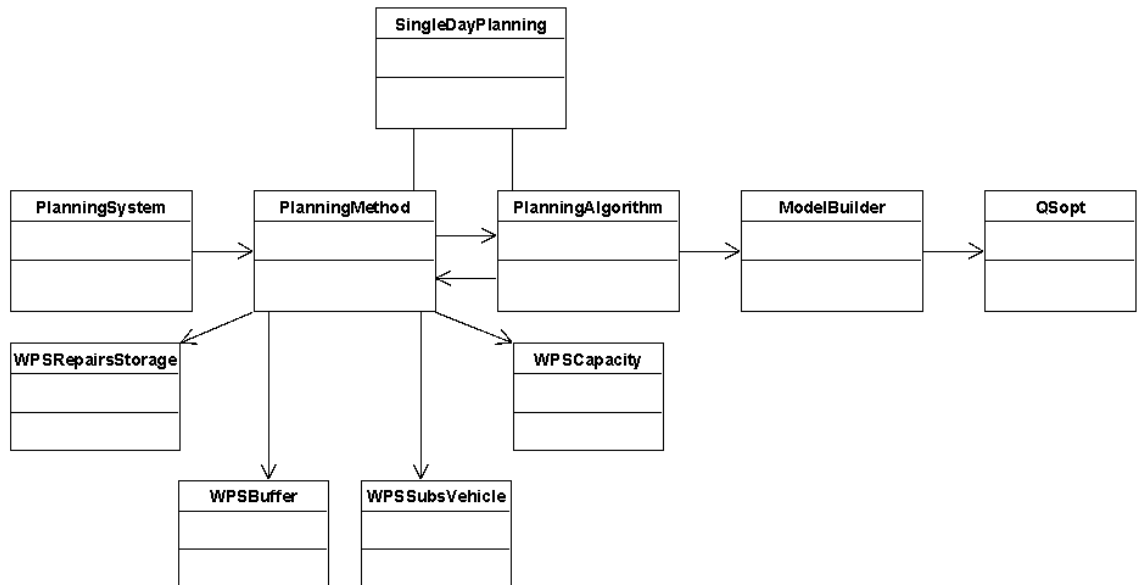 SingleDayPlanning
PlanningSystem
PlanningMethod
PlanningAlgorithm
ModelBuilder
QSopt
WPSRepairsStorage
WPSCapacity
WPSBuffer
WPSSubsVehicle